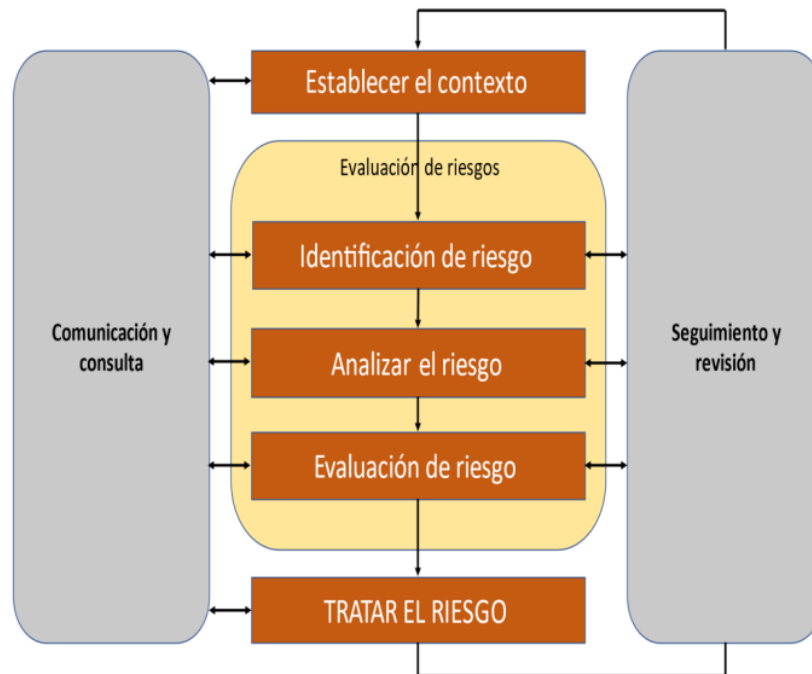 Establecer el contexto
Evaluación de riesgos
Identificación de riesgo
Comunicación y
consulta
Analizar el riesgo
Seguimiento y
revisión
Evaluación de riesgo
TRATAR EL RIESGO